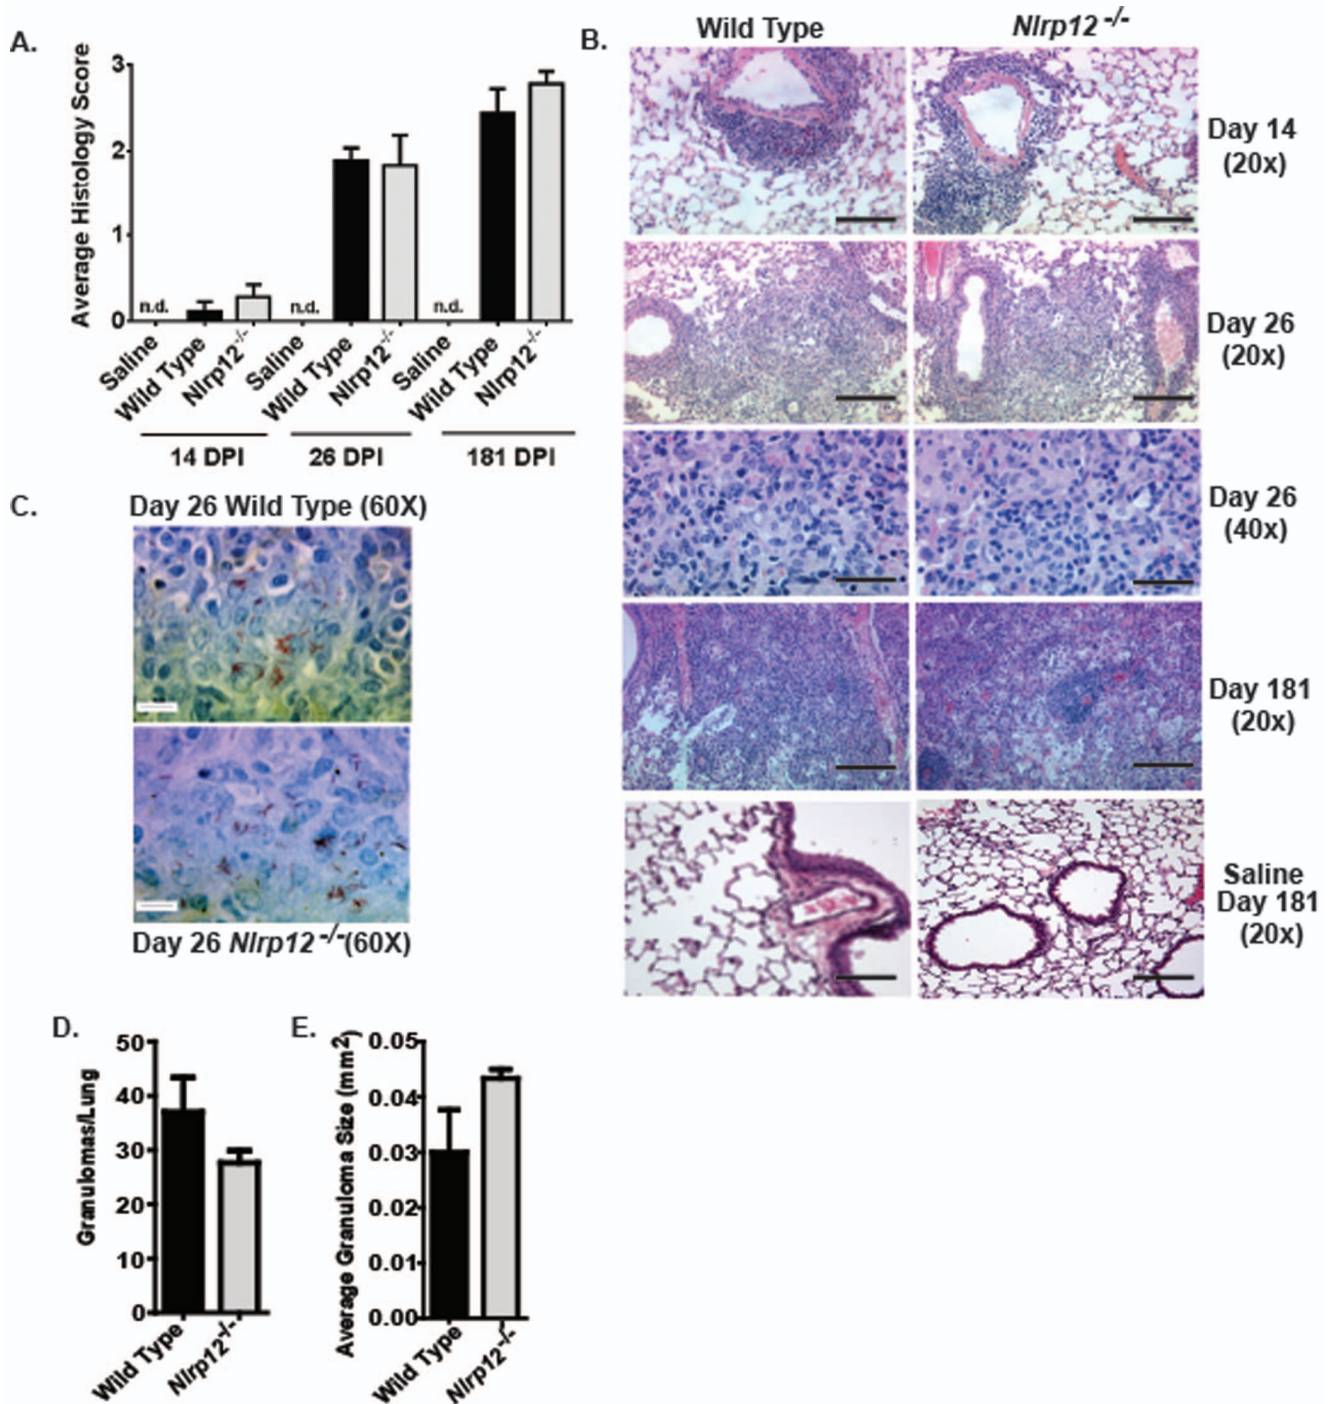 A.
Average Histology Score
3
2
1
0
n.d.
n.d.
n.d.
Saline
Wild Type
Nlrp12-/-
Saline
Wild Type
Nlrp12-/-
Saline
Wild Type
Nlrp12-/-
14 DPI
26 DPI
181 DPI
B.
Wild Type
Nlrp12 -/-
Day 14
(20x)
Day 26
(20x)
Day 26
(40x)
Day 181
(20x)
Saline
Day 181
(20x)
C.
Day 26 Wild Type (60X)
Day 26 Nlrp12 -/-(60X)
D.
Granulomas/Lung
50
40
30
20
10
0
Wild Type
Nlrp12-/-
E.
Average Granuloma Size (mm2)
0.05
0.04
0.03
0.02
0.01
0.00
Wild Type
Nlrp12-/-